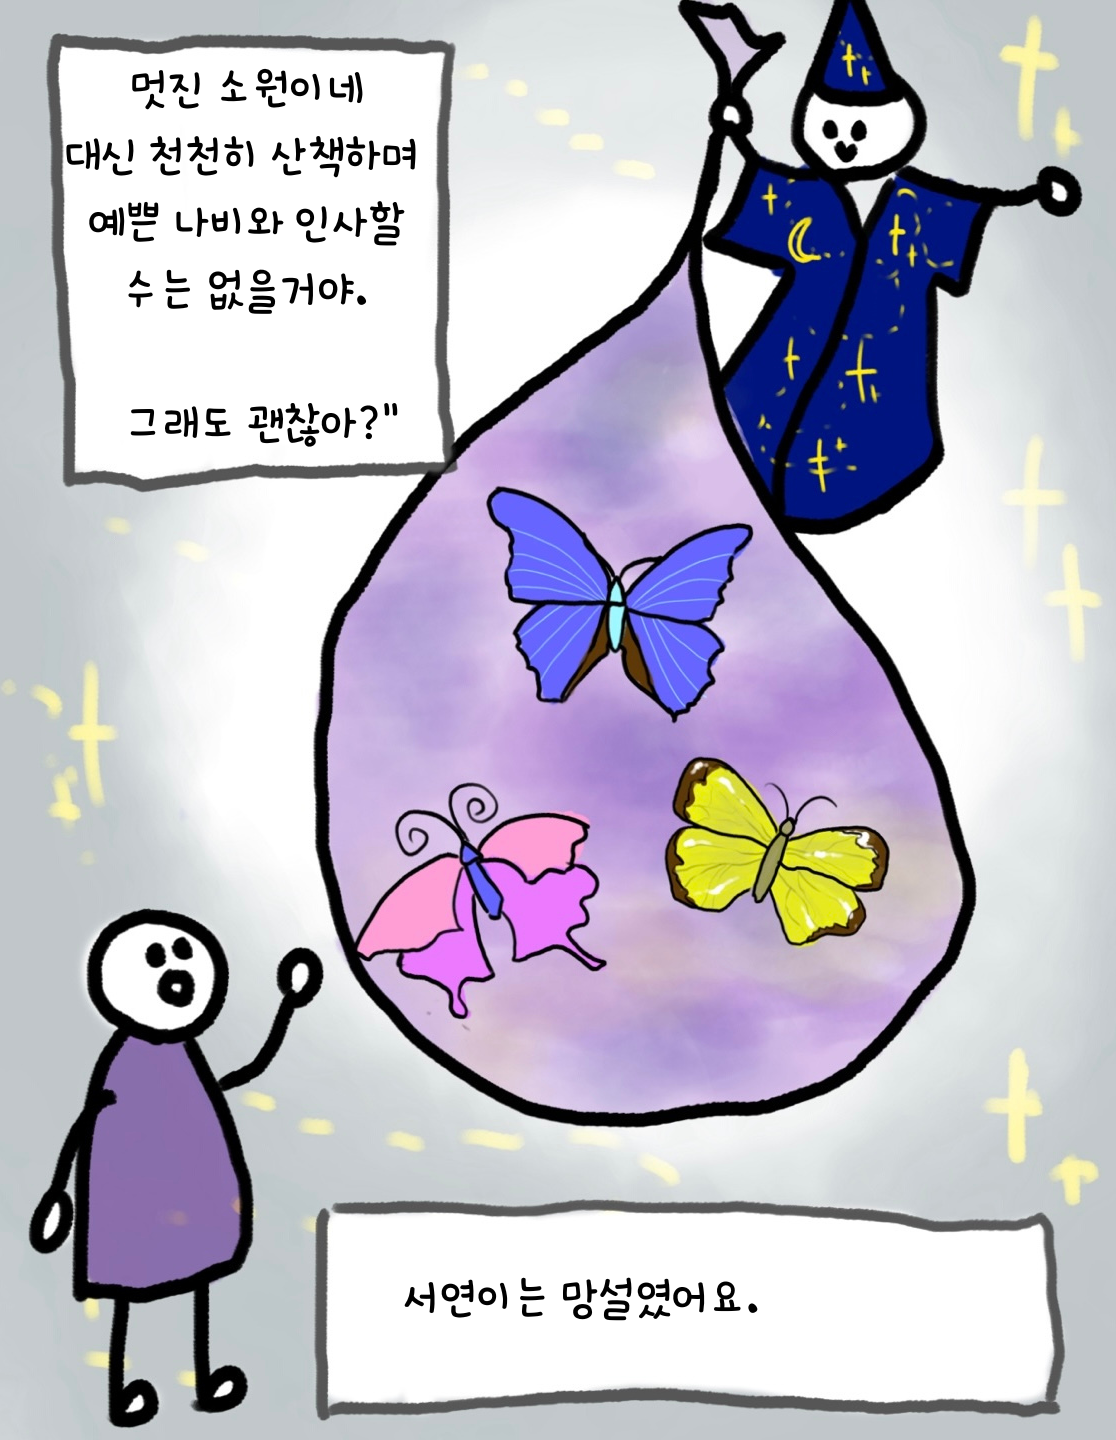 멋진 소원이네
대신 천천히 산책하며
예쁜 나비와 인사할
수는 없을거야.
그래도 괜찮아?"
서연이는 망설였어요.